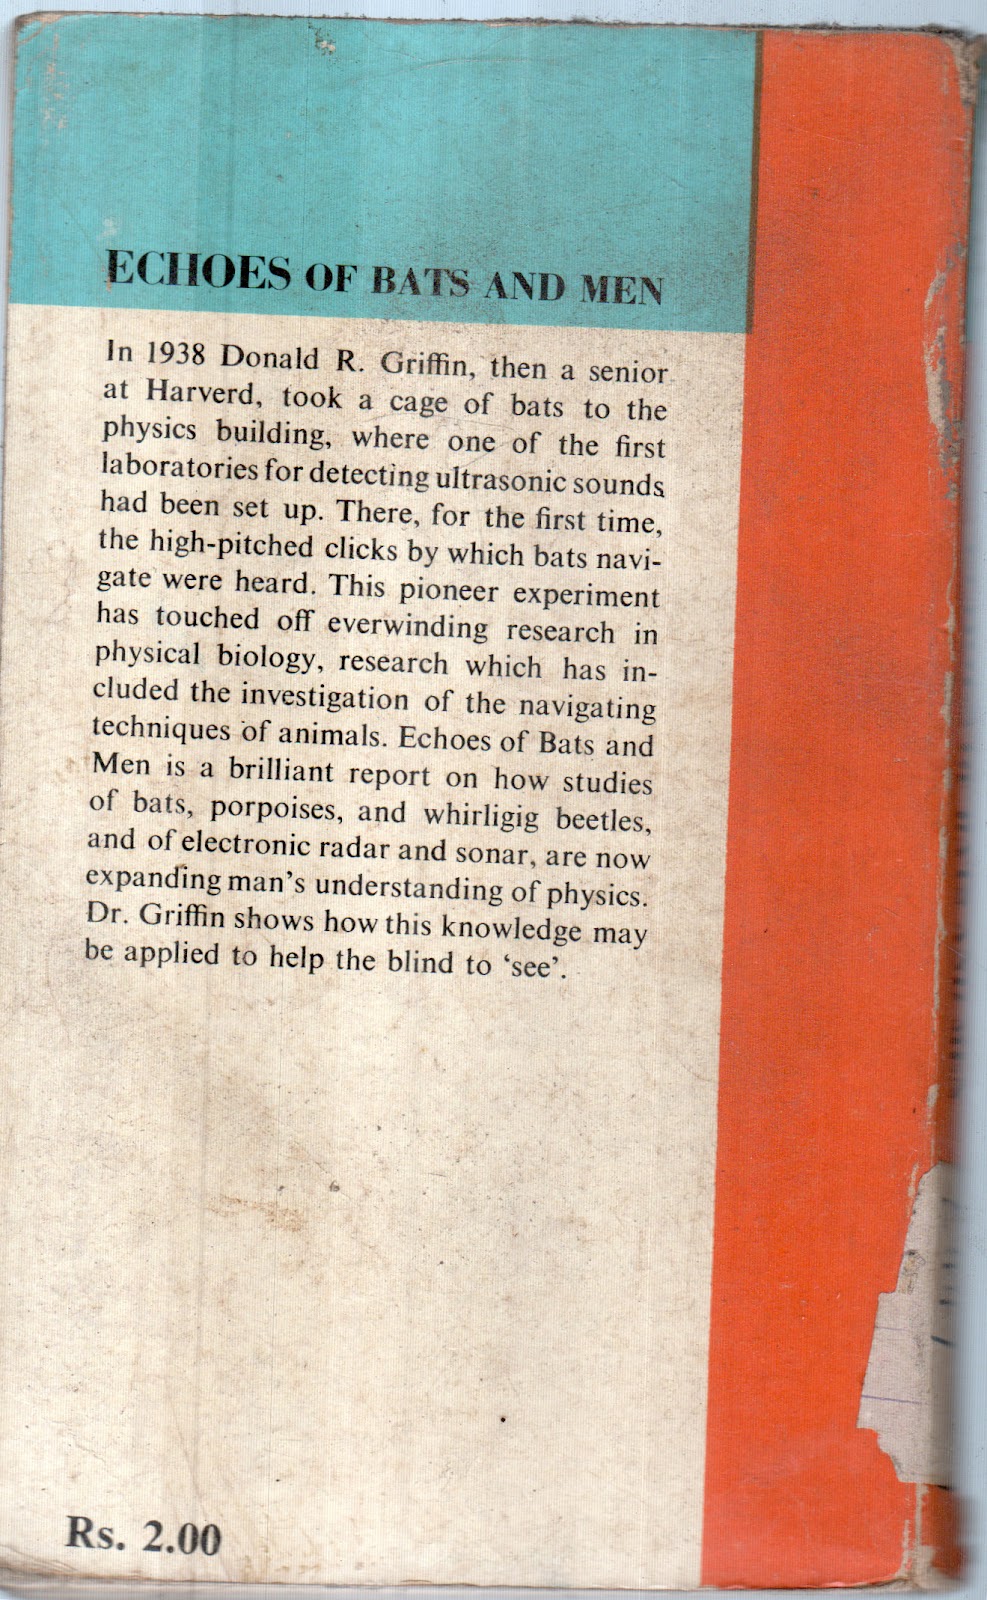 ECHOES OF BATS AND MEN
In 1938 Donald R. Griffin, then a senior
at Harverd, took a cage of bats to the
physics building, where one of the first
laboratories for detecting ultrasonic sounds
had been set up. There, for the first time,
the high-pitched clicks by which bats navi-
gate were heard. This pioneer experiment
has touched off everwinding research in
physical biology, research which has in-
cluded the investigation of the navigating
techniques of animals. Echoes of Bats and
Men is a brilliant report on how studies
of bats, porpoises, and whirligig beetles,
and of electronic radar and sonar, are now
expanding man's understanding of physics.
Dr. Griffin shows how this knowledge may
be applied to help the blind to ‘see’.
Rs. 2.00